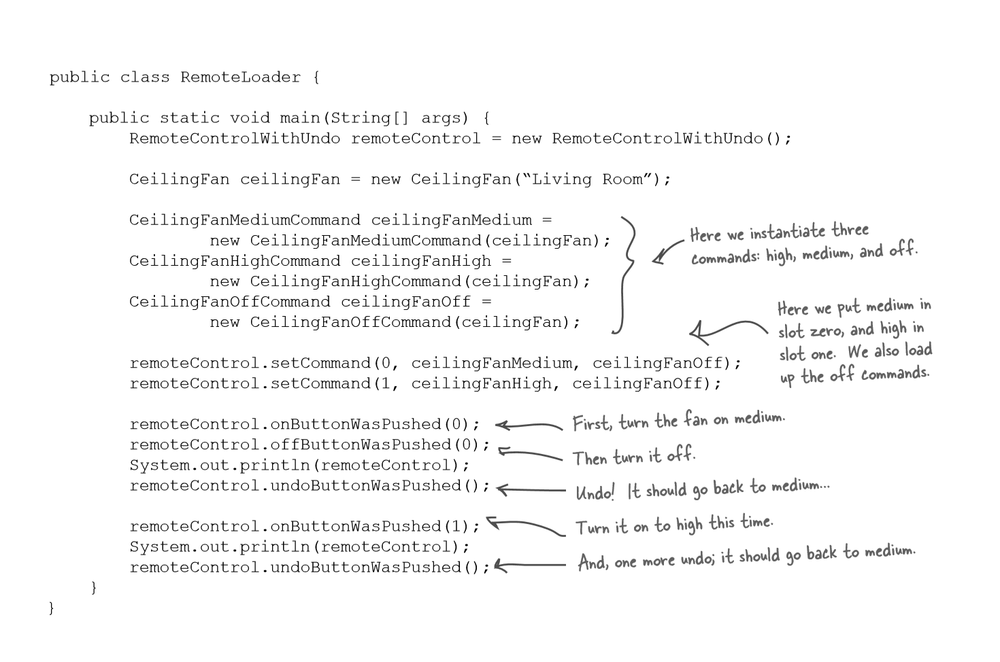 public class RemoteLoader {
public static void main(String[] args) {
RemoteControlWithUndo remoteControl = new RemoteControlWithUndo();
CeilingFan ceilingFan = new CeilingFan(“Living Room”);
CeilingFanMediumCommand ceilingFanMedium =
new CeilingFanMediumCommand(ceilingFan);
CeilingFanHighCommand ceilingFanHigh =
new CeilingFanHighCommand(ceilingFan);
CeilingFanOffCommand ceilingFanOff =
new CeilingFanOffCommand(ceilingFan);
Here we instantiate three
commands: high, medium, and off.
remoteControl.setCommand(0, ceilingFanMedium, ceilingFanOff);
remoteControl.setCommand(1, ceilingFanHigh, ceilingFanOff);
Here we put medium in
slot zero, and high in
slot one. We also load
up the off commands.
remoteControl.onButtonWasPushed(0);
First, turn the fan on medium.
remoteControl.offButtonWasPushed(0);
Then turn it off.
System.out.println(remoteControl);
remoteControl.undoButtonWasPushed();
Undo! It should go back to medium...
remoteControl.onButtonWasPushed(1);
Turn it on to high this time.
System.out.println(remoteControl);
remoteControl.undoButtonWasPushed();
And, one more undo; it should go back to medium.
}
}